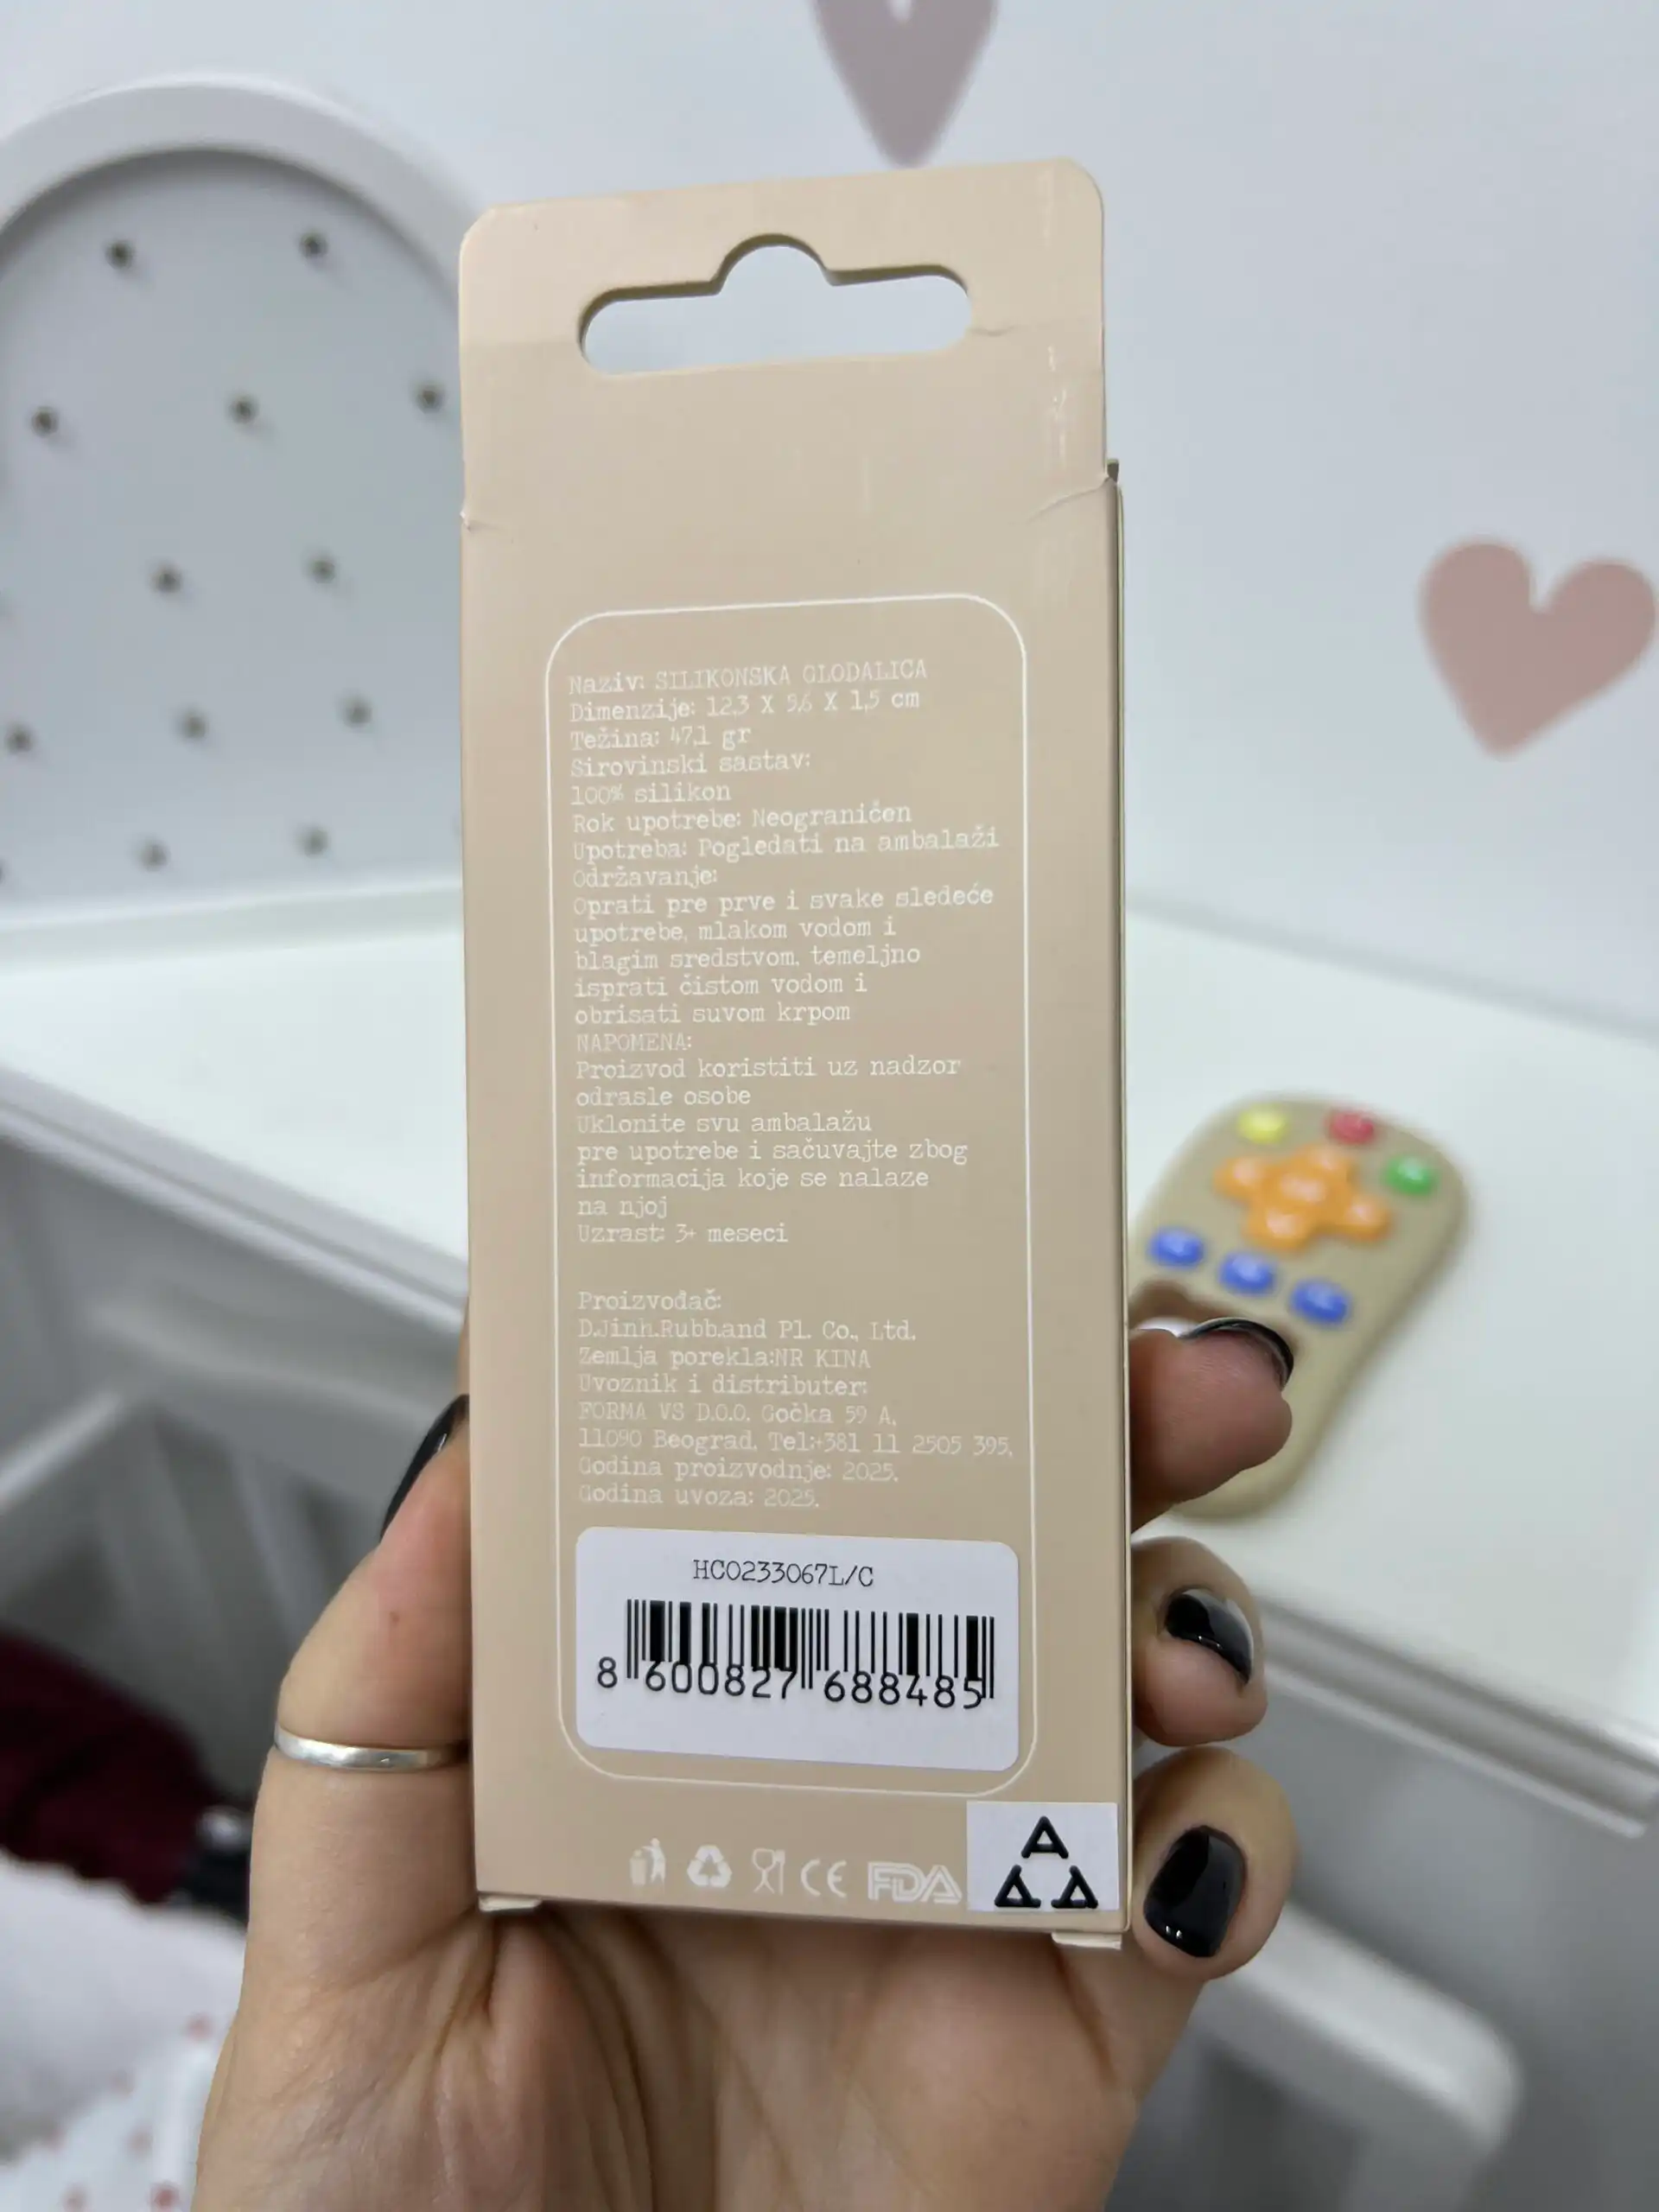 Naziv: SILIKONSKA GLODALICA
Dimenzije: 12,3 X 5,6 X 1,5 cm
Težina: 47,1 gr
Sirovinski sastav:
100% silikon
Rok upotrebe: Neograničen
Upotreba: Pogledati na ambalaži
Održavanje:
Oprati pre prve i svake sledeće
upotrebe, mlakom vodom i
blagim sredstvom, temeljno
isprati čistom vodom i
obrisati suvom krpom
NAPOMENA:
Proizvod koristiti uz nadzor
odrasle osobe
Uklonite svu ambalažu
pre upotrebe i sačuvajte zbog
informacija koje se nalaze
na njoj
Uzrast: 3+ meseci
Proizvođač:
D.Jinh.Rubb.and Pl. Co., Ltd.
Zemlja porekla:NR KINA
Uvoznik i distributer:
FORMA VS D.O.O. Gočka 59 A,
11090 Beograd, Tel:+381 11 2505 395,
Godina proizvodnje: 2025.
Godina uvoza: 2025.
HC0233067L/C
8 600827 688485
CE FDA
A
A A